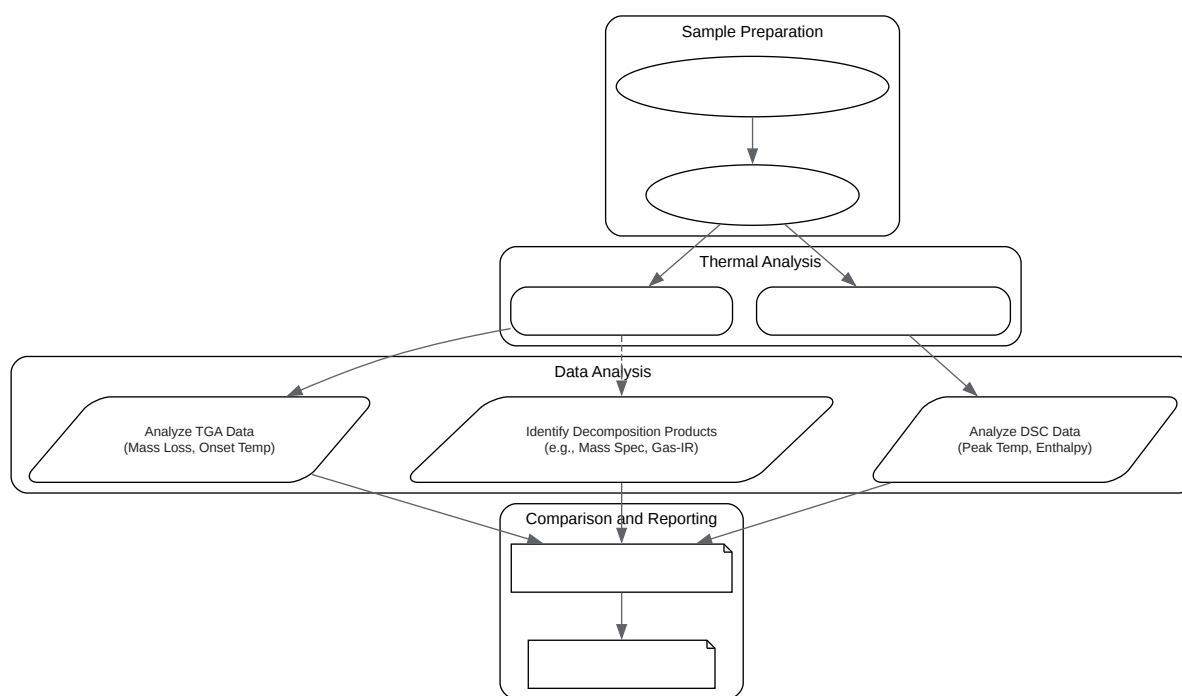 Sample Preparation
Thermal Analysis
Data Analysis
Analyze TGA Data
(Mass Loss, Onset Temp)
Identify Decomposition Products
(e.g., Mass Spec, Gas-IR)
Analyze DSC Data
(Peak Temp, Enthalpy)
Comparison and Reporting